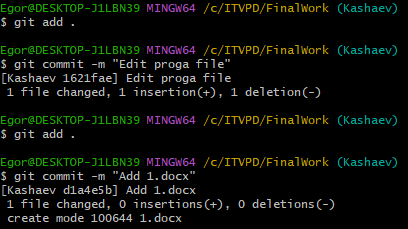 Egor@DESKTOP-J1LBN39 MINGW64 /c/ITVPD/FinalWork (Kashaev)
$ git add .
Egor@DESKTOP-J1LBN39 MINGW64 /c/ITVPD/FinalWork (Kashaev)
$ git commit -m "Edit proga file"
[Kashaev 1621fae] Edit proga file
 1 file changed, 1 insertion(+), 1 deletion(-)
Egor@DESKTOP-J1LBN39 MINGW64 /c/ITVPD/FinalWork (Kashaev)
$ git add .
Egor@DESKTOP-J1LBN39 MINGW64 /c/ITVPD/FinalWork (Kashaev)
$ git commit -m "Add 1.docx"
[Kashaev d1a4e5b] Add 1.docx
 1 file changed, 0 insertions(+), 0 deletions(-)
 create mode 100644 1.docx